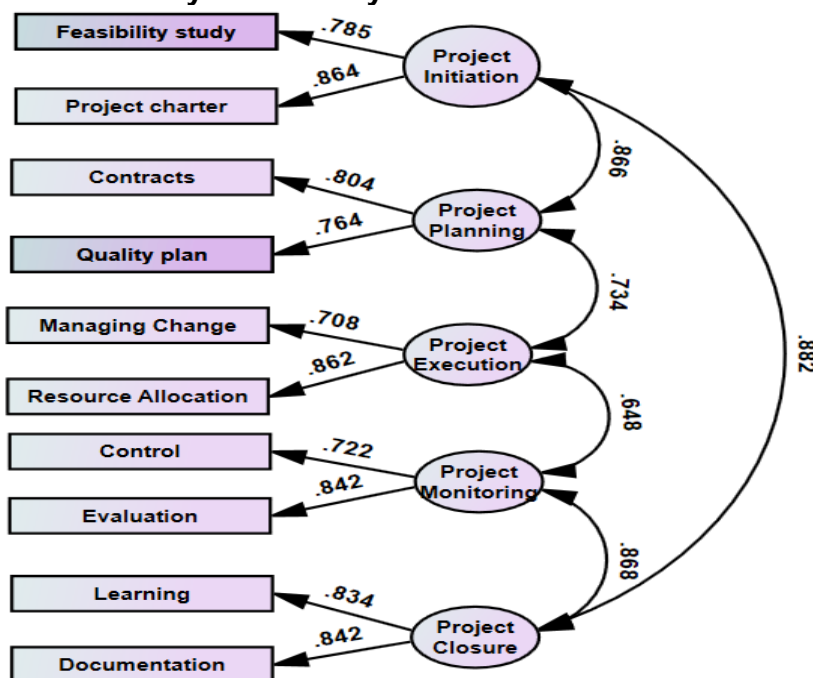 Feasibility study
.785
Project
Initiation
.864
Project charter
.866
Contracts
.804
Project
Planning
.764
Quality plan
.734
Managing Change
.708
Project
Execution
.862
Resource Allocation
.882
.648
Control
.722
Project
Monitoring
.842
Evaluation
.868
Learning
.834
Project
Closure
.842
Documentation